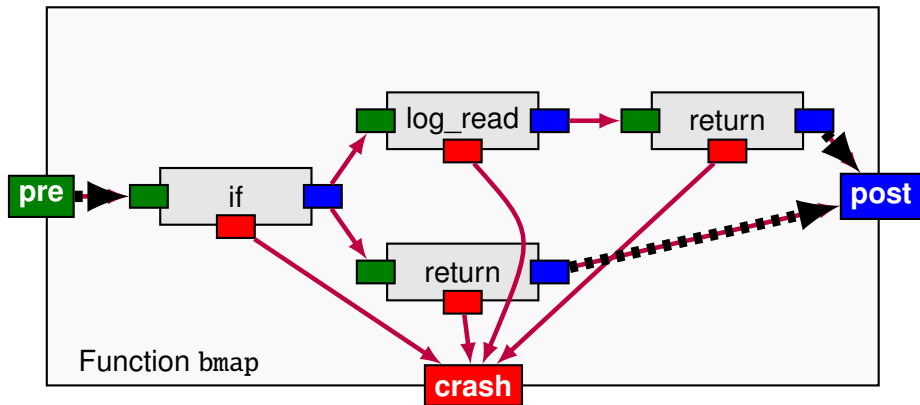 log_read
return
pre
if
post
return
Function bmap
crash